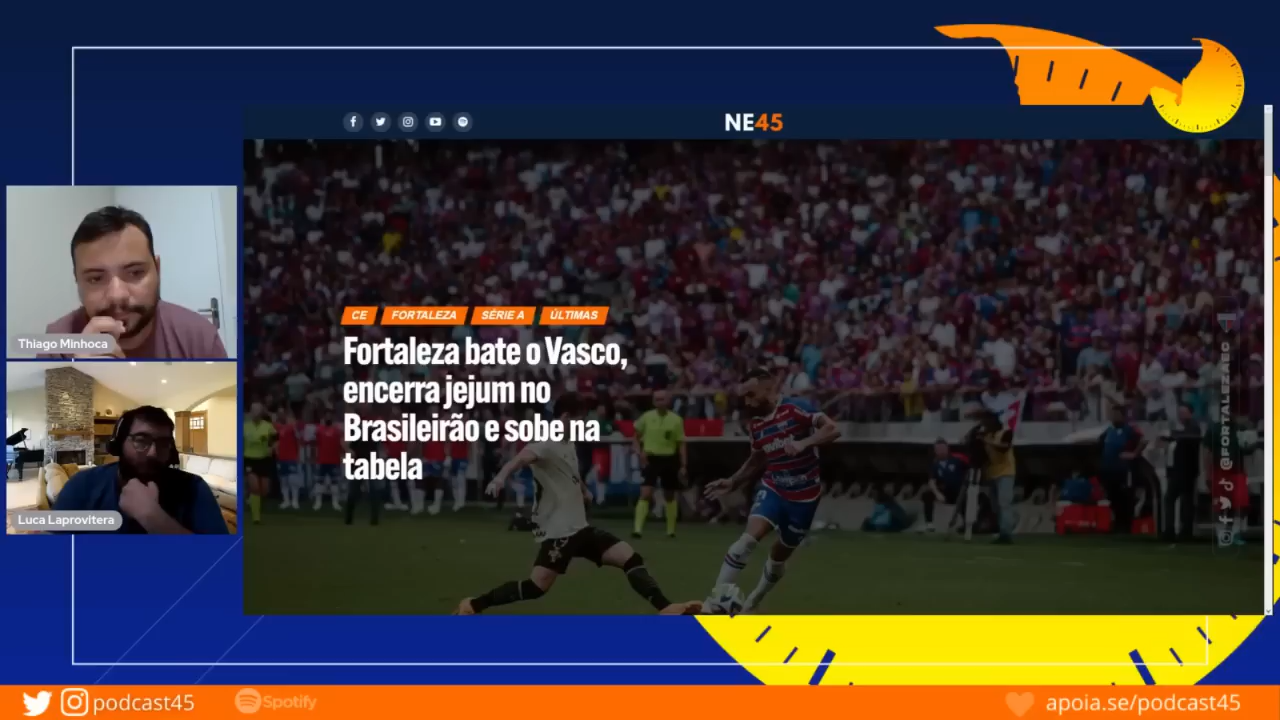 NE45
CE FORTALEZA SÉRIE A ÚLTIMAS
Fortaleza bate o Vasco,
encerra jejum no
Brasileirão e sobe na
tabela
@FORTALEZAEC
Thiago Minhoca
Luca Laprovitera
podcast45
Spotify
apoia.se/podcast45